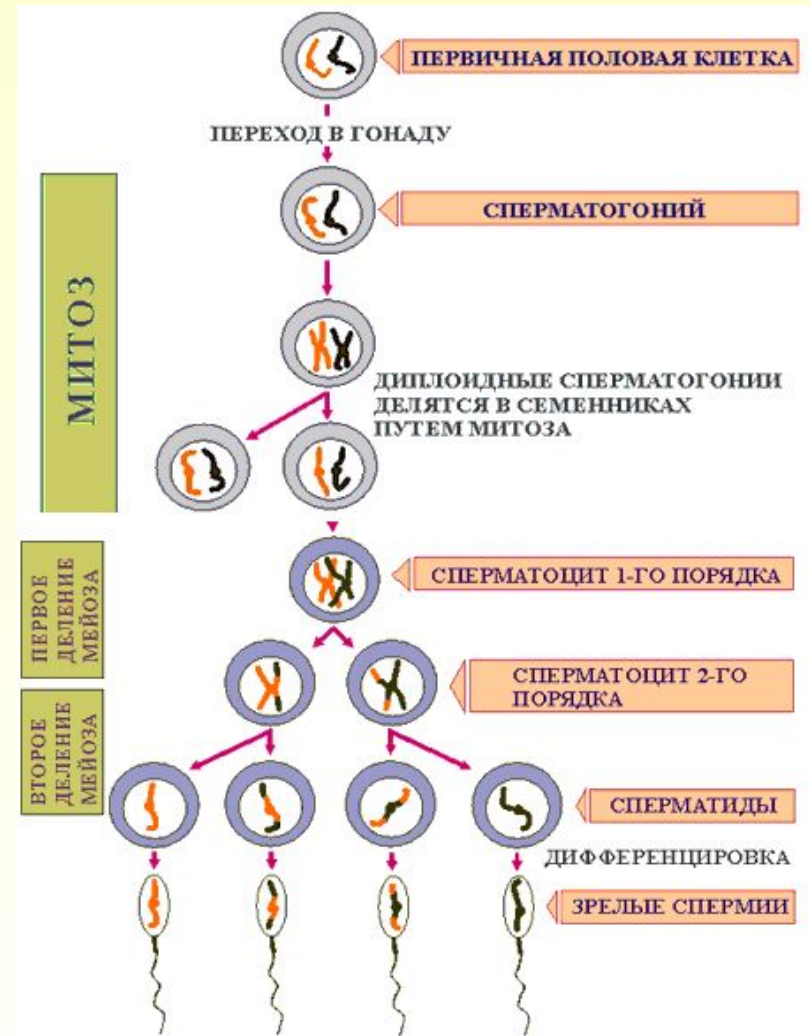 ПЕРВИЧНАЯ ПОЛОВАЯ КЛЕТКА
ПЕРЕХОД В ГОНАДУ
СПЕРМАТОГОНИЙ
МИТОЗ
ДИПЛОИДНЫЕ СПЕРМАТОГОНИИ
ДЕЛЯТСЯ В СЕМЕННИКАХ
ПУТЕМ МИТОЗА
ПЕРВОЕ
ДЕЛЕНИЕ
МЕЙОЗА
СПЕРМАТОЦИТ 1-ГО ПОРЯДКА
СПЕРМАТОЦИТ 2-ГО
ПОРЯДКА
ВТОРОЕ
ДЕЛЕНИЕ
МЕЙОЗА
СПЕРМАТИДЫ
ДИФФЕРЕНЦИРОВКА
ЗРЕЛЫЕ СПЕРМИИ